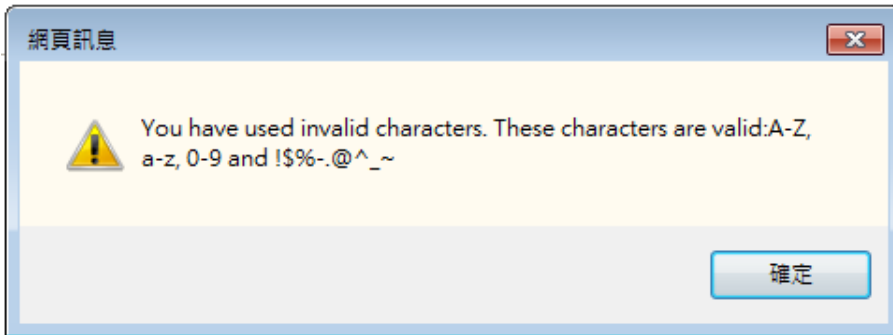 網頁訊息
You have used invalid characters. These characters are valid:A-Z,
a-z, 0-9 and !$%-.@^_~
確定